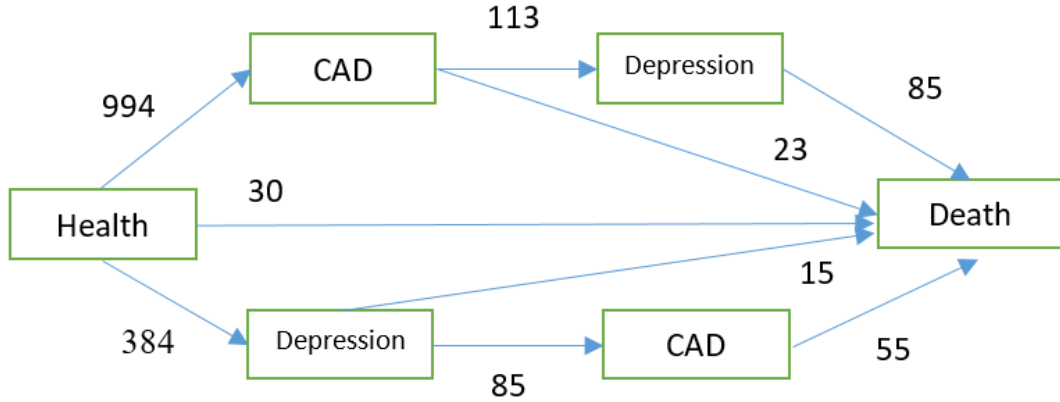 113
CAD
Depression
994
85
23
30
Health
Death
15
384
Depression
CAD
55
85